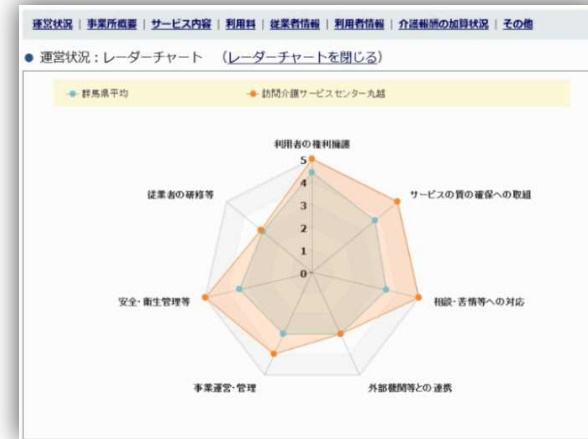 運営状況 | 事業所概要 | サービス内容 | 利用料 | 従業者情報 | 利用者情報 | 介護報酬の加算状況 | その他
● 運営状況：レーダーチャート （レーダーチャートを閉じる）
群馬県平均 訪問介護サービスセンター丸越
利用者の権利擁護
5
従業者の研修等 サービスの質の確保への取組
4
3
2
1
0
安全・衛生管理等 相談・苦情等への対応
事業運営・管理 外部機関等との連携